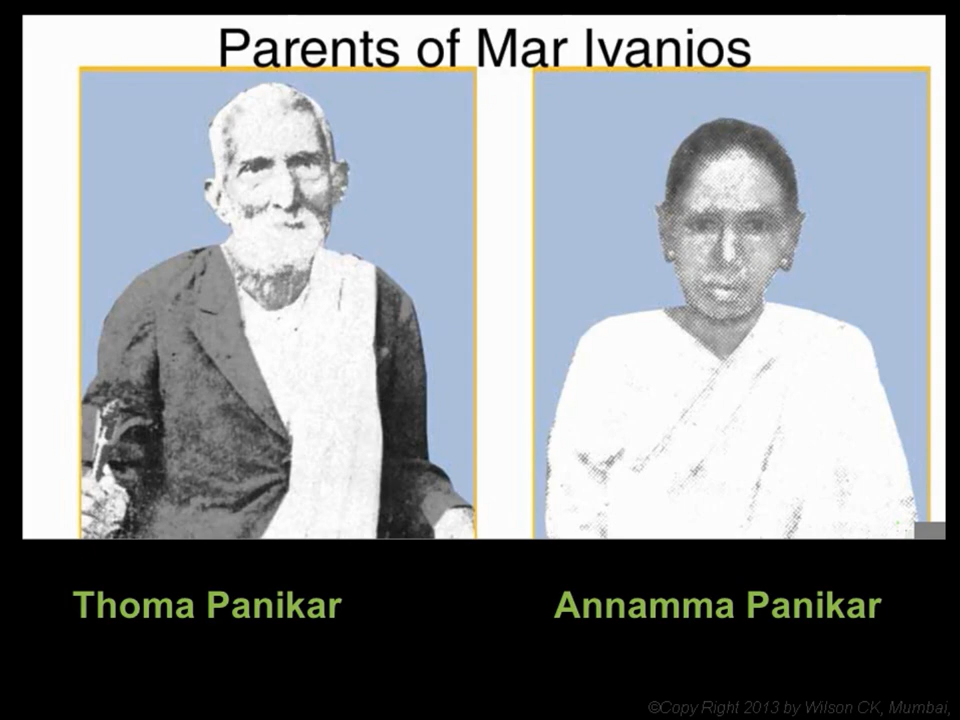 Parents of Mar Ivanios
Thoma Panikar
Annamma Panikar
©Copy Right 2013 by Wilson CK, Mumbai,